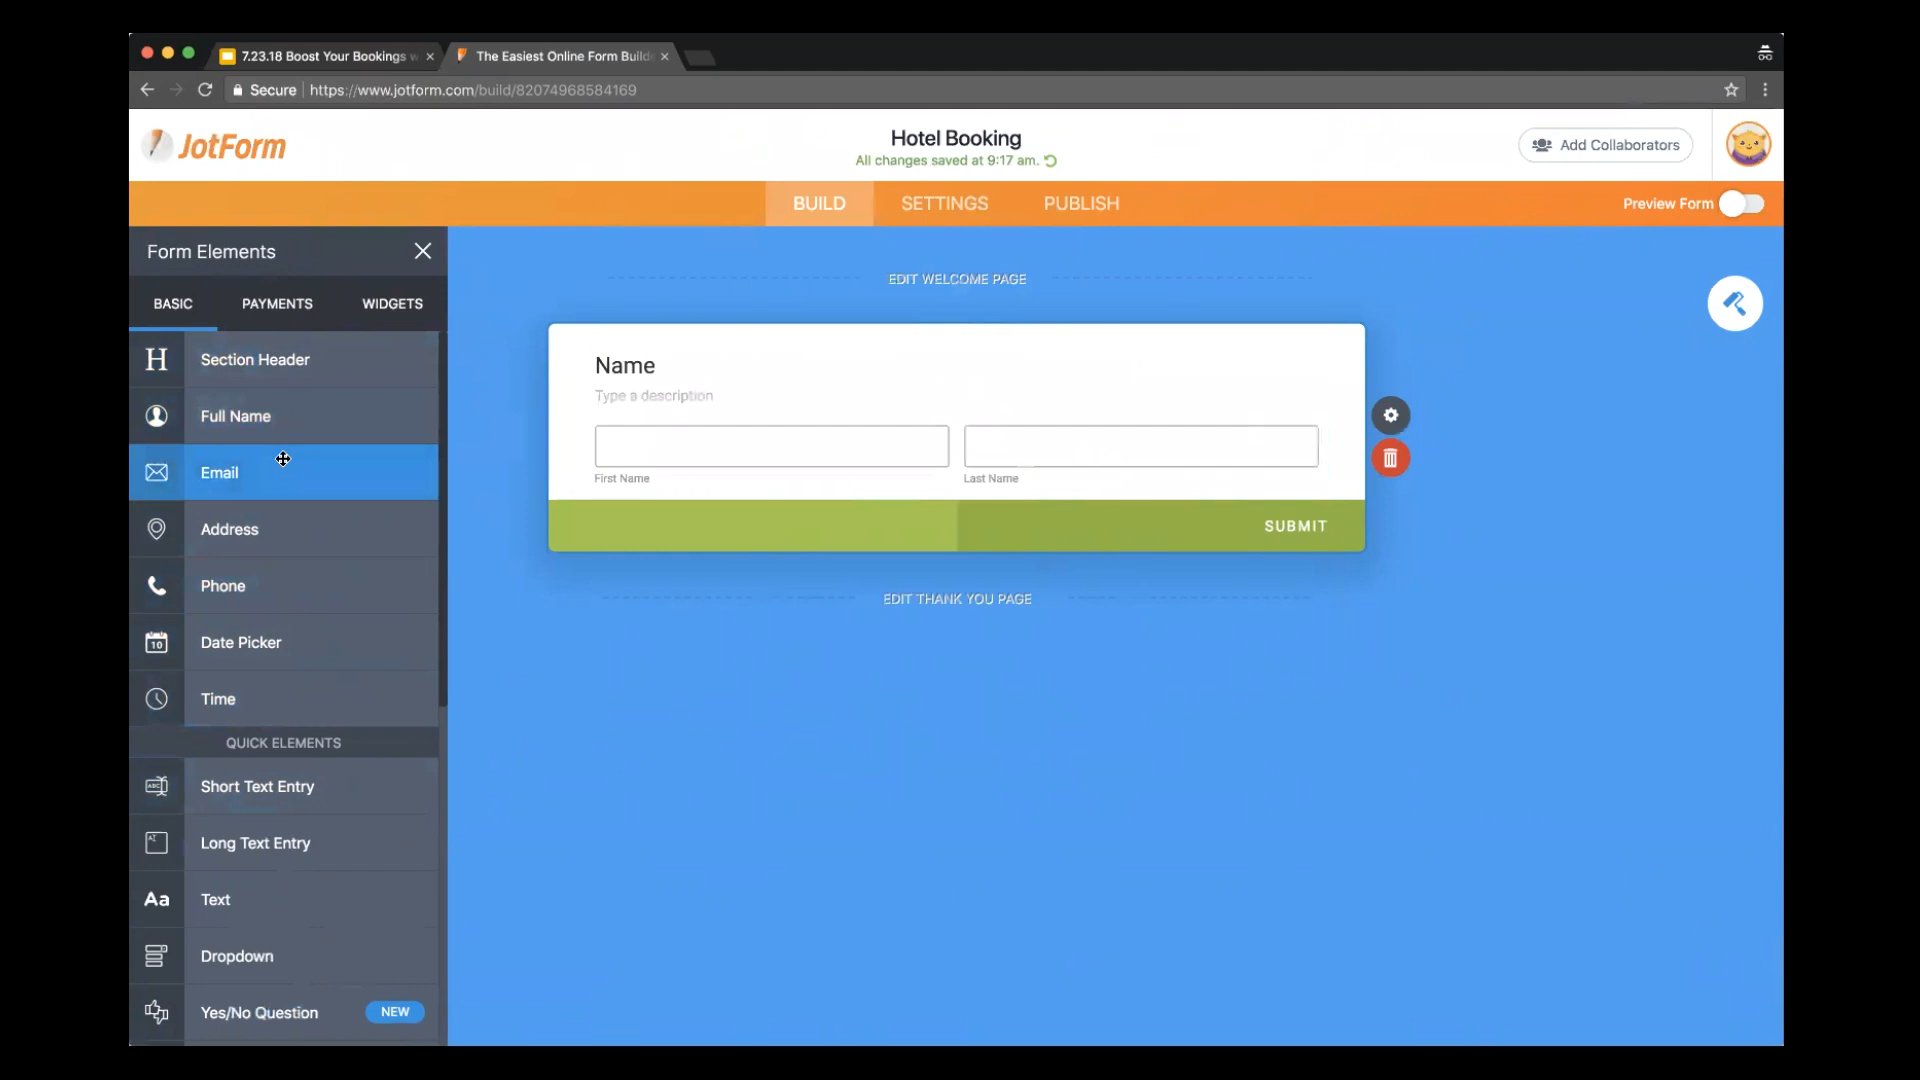 7.23.18 Boost Your Bookings w
The Easiest Online Form Builde
Secure
https://www.jotform.com/build/82074968584169
JotForm
Hotel Booking
All changes saved at 9:17 am.
Add Collaborators
BUILD
SETTINGS
PUBLISH
Preview Form
Form Elements
BASIC
PAYMENTS
WIDGETS
H
Section Header
Full Name
Email
Address
Phone
10
Date Picker
Time
QUICK ELEMENTS
ABC
Short Text Entry
Long Text Entry
Aa
Text
Dropdown
Yes/No Question
NEW
EDIT WELCOME PAGE
Name
Type a description
First Name
Last Name
SUBMIT
EDIT THANK YOU PAGE